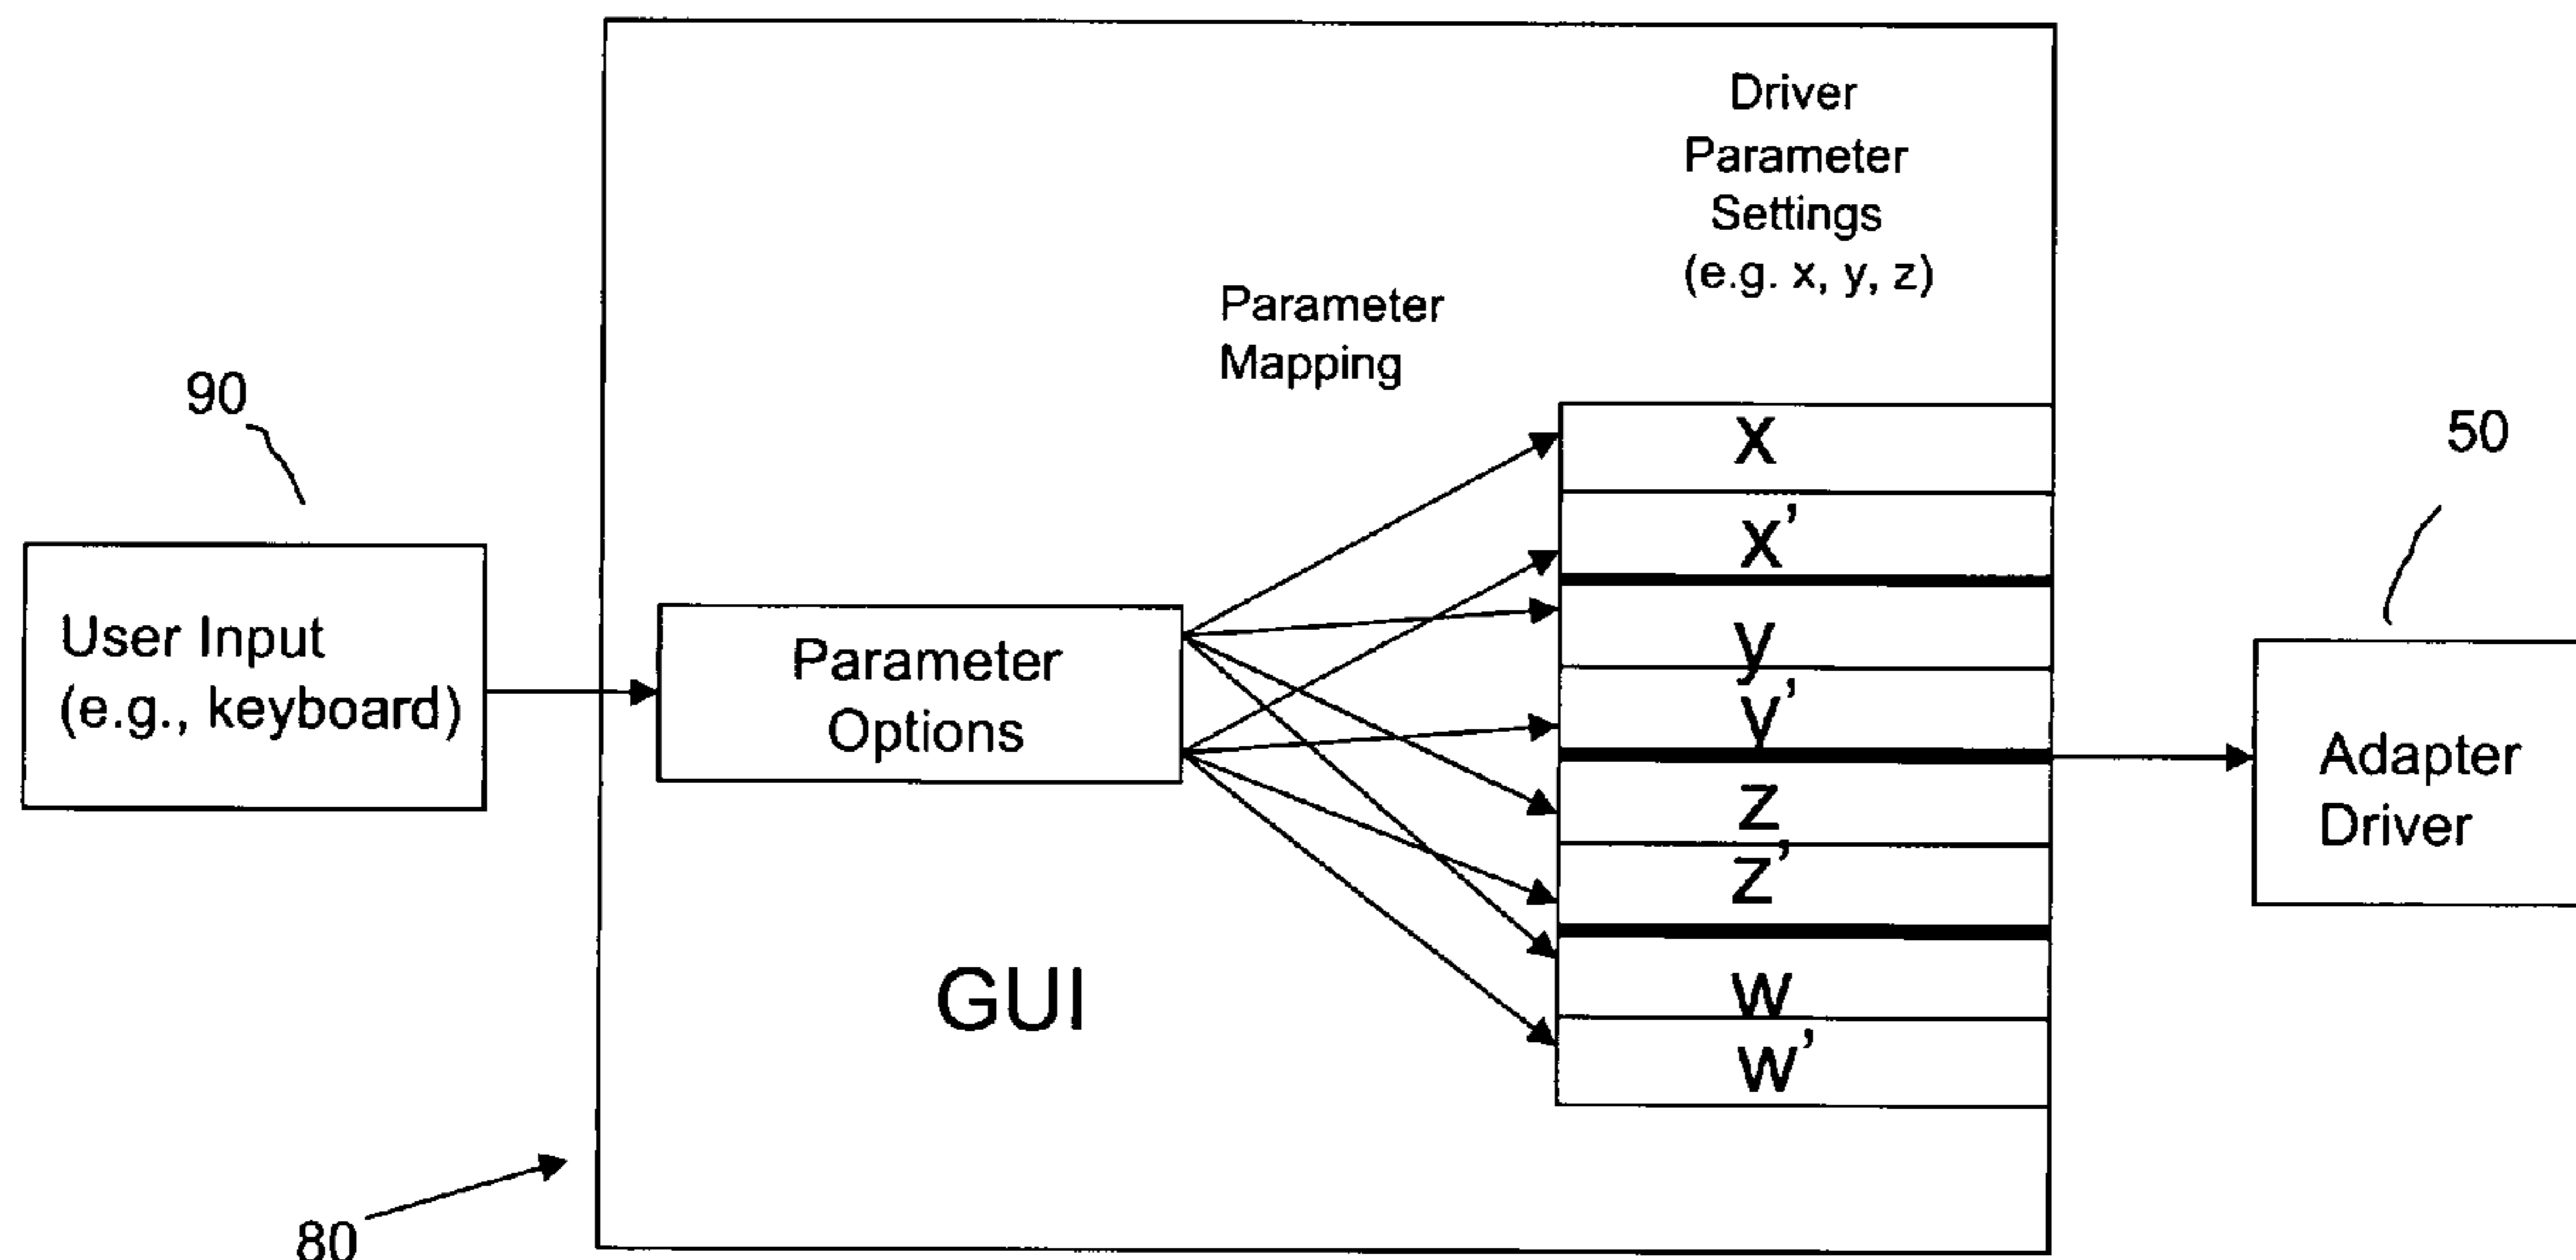 Driver
Parameter
Settings
(e.g. x, y, z)
Parameter
Mapping
90
50
User Input
(e.g., keyboard)
Parameter
Options
x
x’
y
y’
z
z’
w
w’
Adapter
Driver
GUI
80